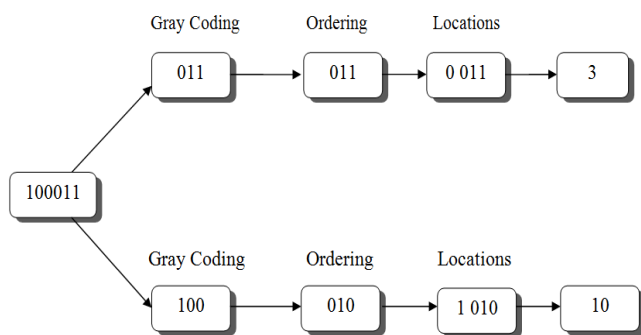 Gray Coding Ordering Locations
011 011 0 011 3
100011
Gray Coding Ordering Locations
100 010 1 010 10